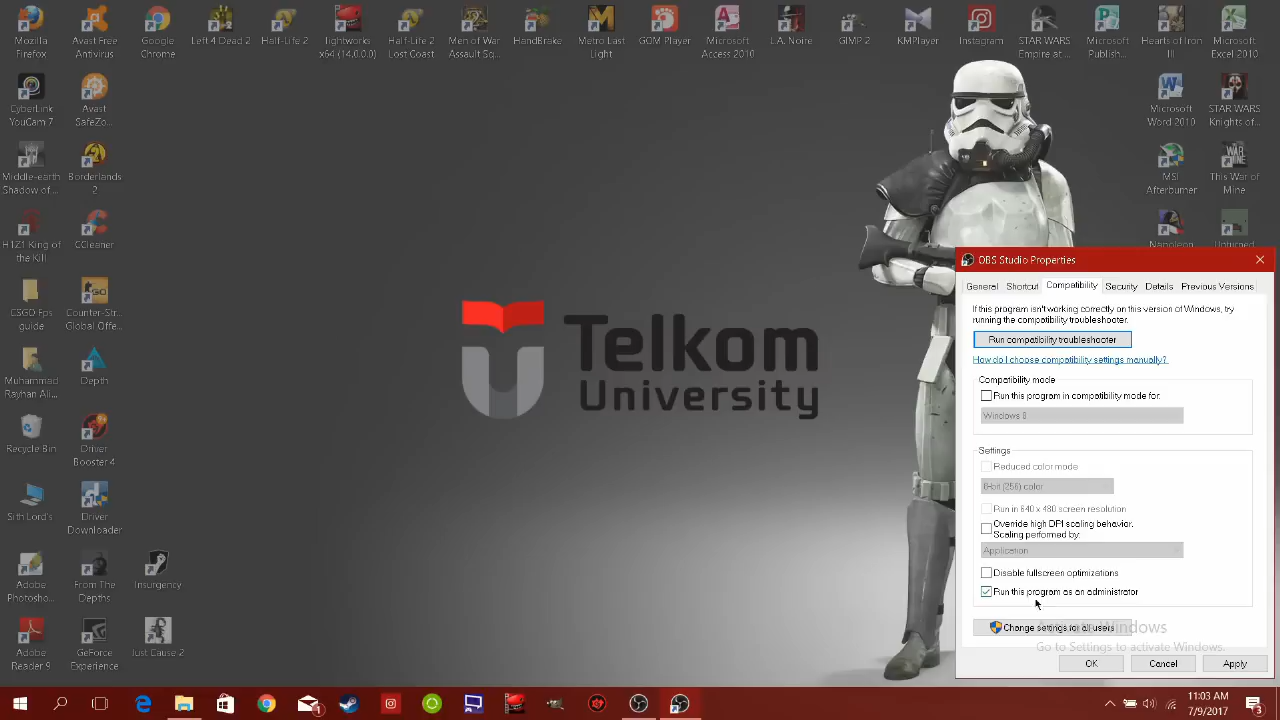 Mozilla Firefox
Avast Free Antivirus
Google Chrome
Left 4 Dead 2
Half-Life 2
lightworks x64 (14.0.0.0)
Half-Life 2 Lost Coast
Men of War Assault Sq...
HandBrake
Metro Last Light
GOM Player
Microsoft Access 2010
L.A. Noire
GIMP 2
KMPlayer
Instagram
STAR WARS Empire at ...
Microsoft Publish...
Hearts of Iron III
Microsoft Excel 2010
CyberLink YouCam 7
Avast SafeZo...
Microsoft Word 2010
STAR WARS Knights of...
Middle-earth Shadow of ...
Borderlands 2
MSI Afterburner
This War of Mine
H1Z1 King of the Kill
CCleaner
Napoleon
CSGO Fps guide
Counter-Str... Global Offe...
Muhammad Rayhan Ali...
Depth
Recycle Bin
Driver Booster 4
Sith Lord's
Driver Downloader
Adobe Photosho...
From The Depths
Insurgency
Adobe Reader 9
GeForce Experience
Just Cause 2
Telkom
University
OBS Studio Properties
General Shortcut Compatibility Security Details Previous Versions
If this program isn't working correctly on this version of Windows, try
running the compatibility troubleshooter.
Run compatibility troubleshooter
How do I choose compatibility settings manually?
Compatibility mode
Run this program in compatibility mode for:
Windows 8
Settings
Reduced color mode
8-bit (256) color
Run in 640 x 480 screen resolution
Override high DPI scaling behavior.
Scaling performed by:
Application
Disable fullscreen optimizations
Run this program as an administrator
Change settings for all users
Windows
Go to Settings to activate Windows.
OK Cancel Apply
11:03 AM
7/9/2017